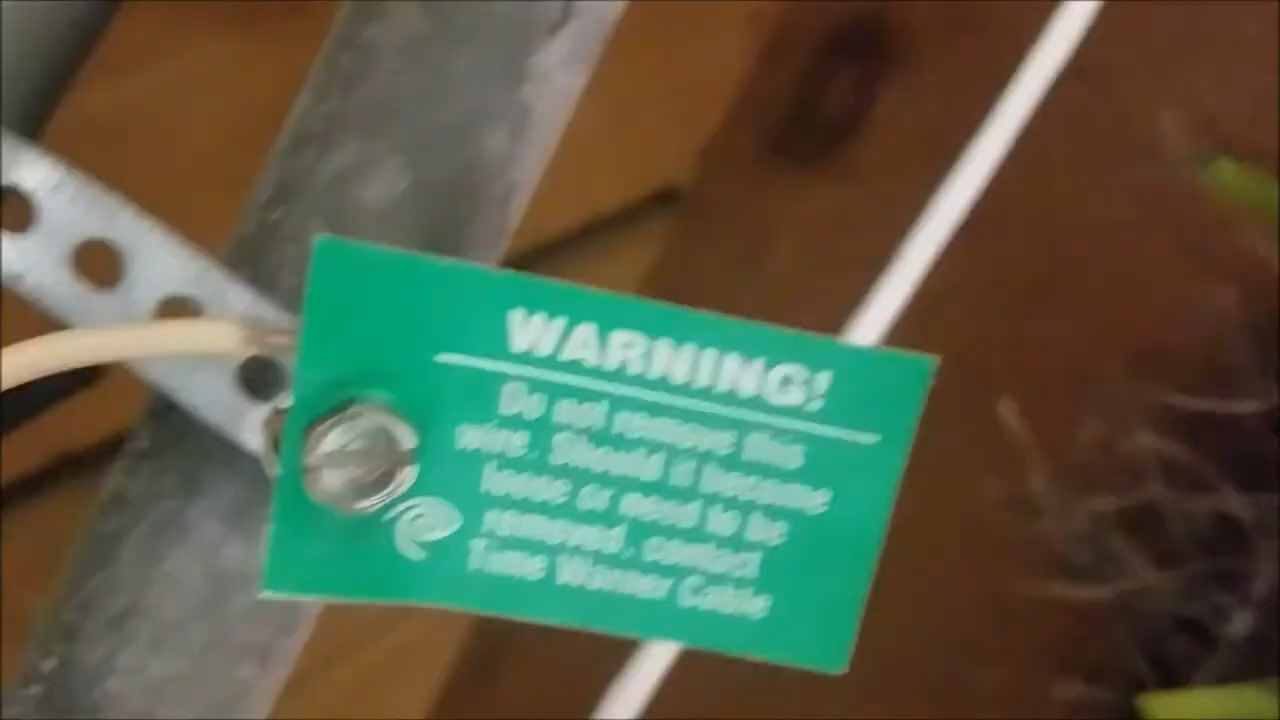 WARNING!
Do not remove this
wire. Should it become
loose or need to be
removed, contact
Time Warner Cable